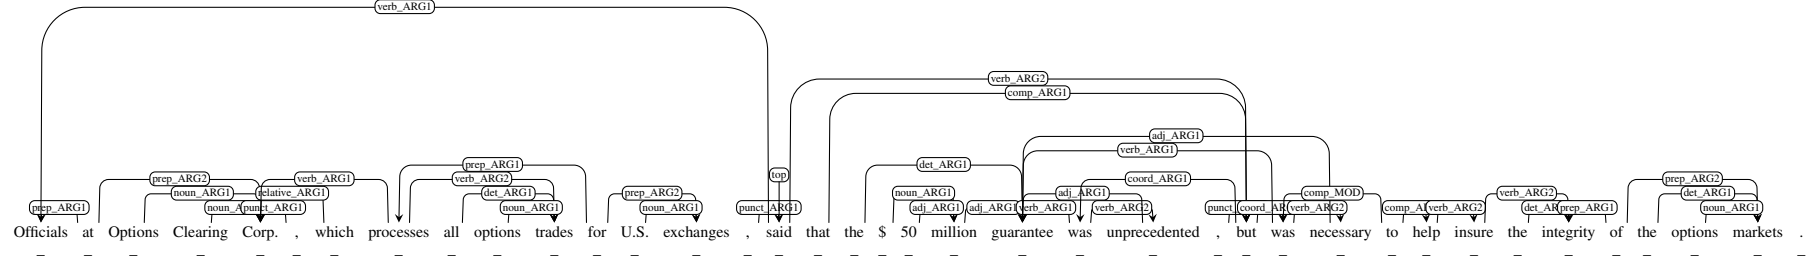 verb_ARG1
verb_ARG2
comp_ARG1
adj_ARG1
verb_ARG1
prep_ARG1 det_ARG1
top
prep_ARG2 verb_ARG1 verb_ARG2 coord_ARG1 prep_ARG2
noun_ARG1 relative_ARG1 det_ARG1 prep_ARG2 noun_ARG1 adj_ARG1 comp_MOD verb_ARG2 det_ARG1
prep_ARG1 punct_ARG1 noun_ARG1 noun_ARG1 punct_ARG1 adj_ARG1 adj_ARG1 verb_ARG1 verb_ARG2 punct verb_ARG2 verb_ARG2 prep_ARG1 noun_ARG1
Officials at Options Clearing Corp. , which processes all options trades for U.S. exchanges , said that the $ 50 million guarantee was unprecedented , but was necessary to help insure the integrity of the options markets .
_ _ _ _ _ _ _ _ _ _ _ _ _ _ _ _ _ _ _ _ _ _ _ _ _ _ _ _ _ _ _ _ _ _ _ _ _ _